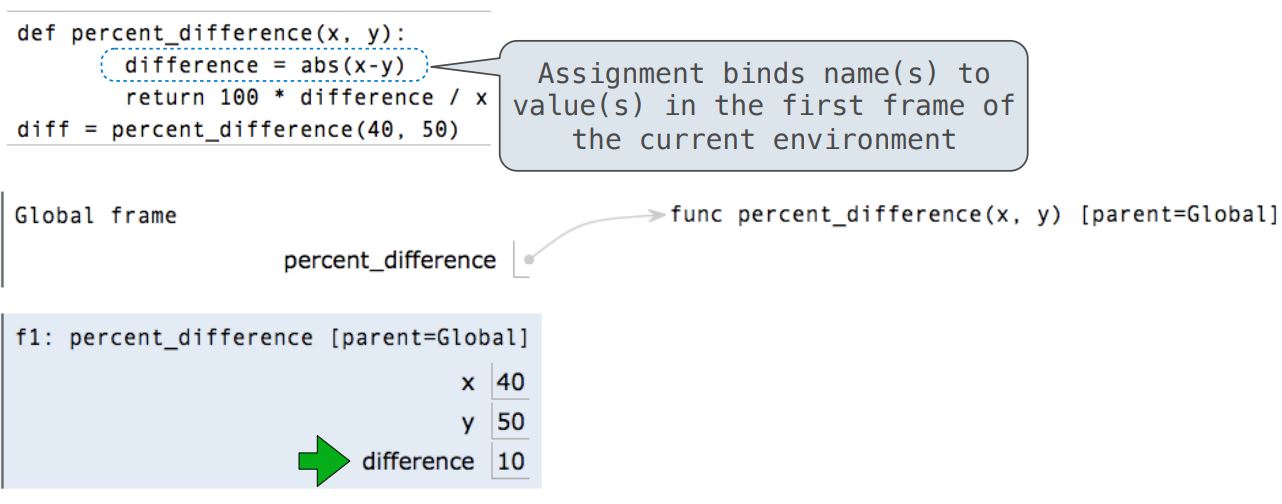 def percent_difference(x, y):
difference = abs(x-y)
return 100 * difference / x
diff = percent_difference(40, 50)
Assignment binds name(s) to
value(s) in the first frame of
the current environment
Global frame
func percent_difference(x, y) [parent=Global]
percent_difference
f1: percent_difference [parent=Global]
x 40
y 50
difference 10